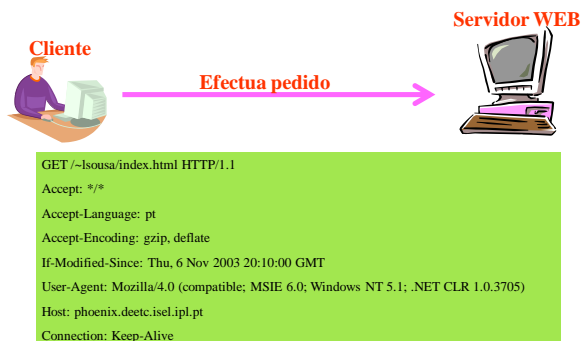 Servidor WEB
Cliente
Efectua pedido
GET /~lsousa/index.html HTTP/1.1
Accept: */*
Accept-Language: pt
Accept-Encoding: gzip, deflate
If-Modified-Since: Thu, 6 Nov 2003 20:10:00 GMT
User-Agent: Mozilla/4.0 (compatible; MSIE 6.0; Windows NT 5.1; .NET CLR 1.0.3705)
Host: phoenix.deetc.isel.ipl.pt
Connection: Keep-Alive